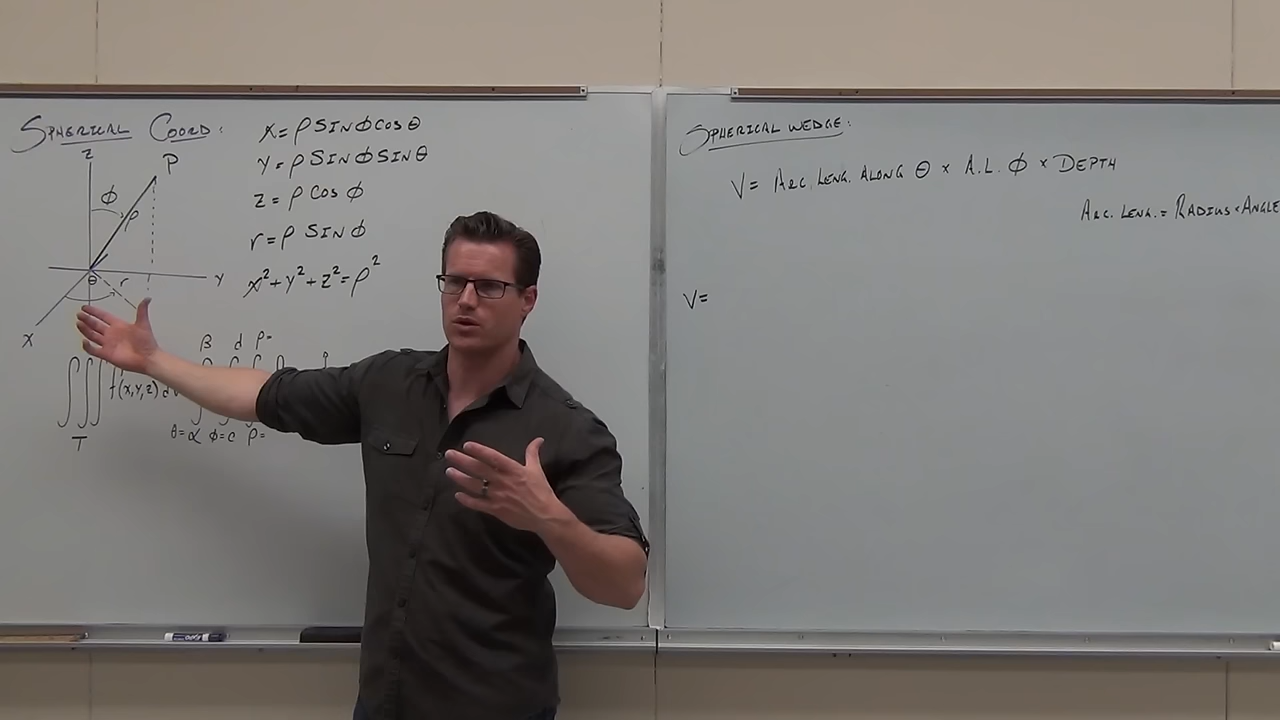 SPHERICAL COORD:
Z
P
φ
ρ
θ
r
Y
X
X = ρ SIN φ COS θ
Y = ρ SIN φ SIN θ
Z = ρ COS φ
r = ρ SIN φ
X² + Y² + Z² = ρ²
β d ρ=
∫∫∫ f(X,Y,Z) d
T
θ=α φ=c ρ=
SPHERICAL WEDGE:
V = ARC. LENG. ALONG θ × A.L. φ × DEPTH
ARC. LENG. = RADIUS · ANGLE
V =